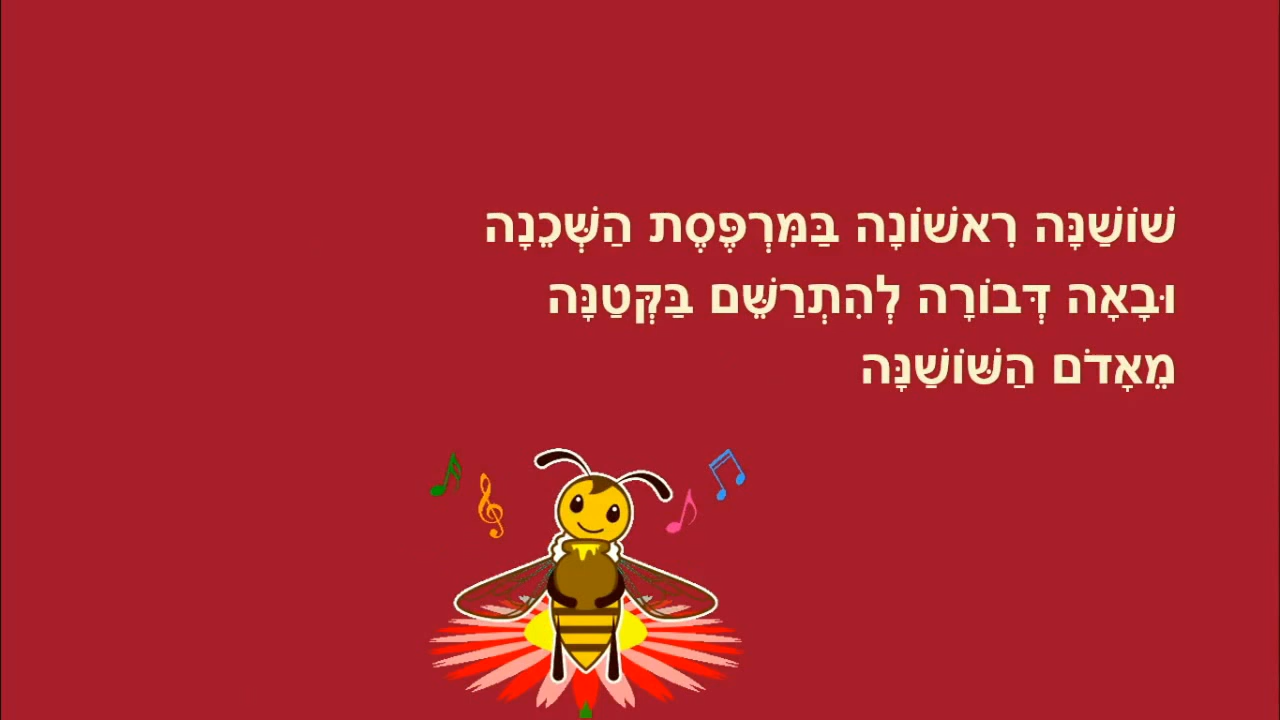 שׁוֹשַׁנָּה רִאשׁוֹנָה בַּמִּרְפֶּסֶת הַשְּׁכֵנָה
וּבָאָה דְּבוֹרָה לְהִתְרַשֵּׁם בַּקְּטַנָּה
מֵאָדֹם הַשּׁוֹשַׁנָּה